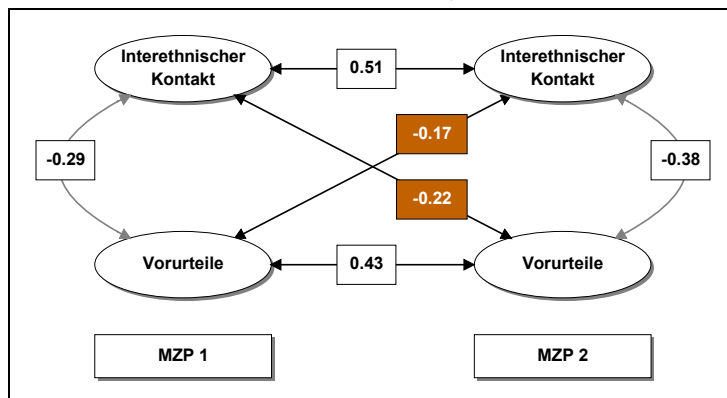 Interethnischer
Kontakt
0.51
Interethnischer
Kontakt
-0.17
-0.29
-0.38
-0.22
Vorurteile
0.43
Vorurteile
MZP 1
MZP 2